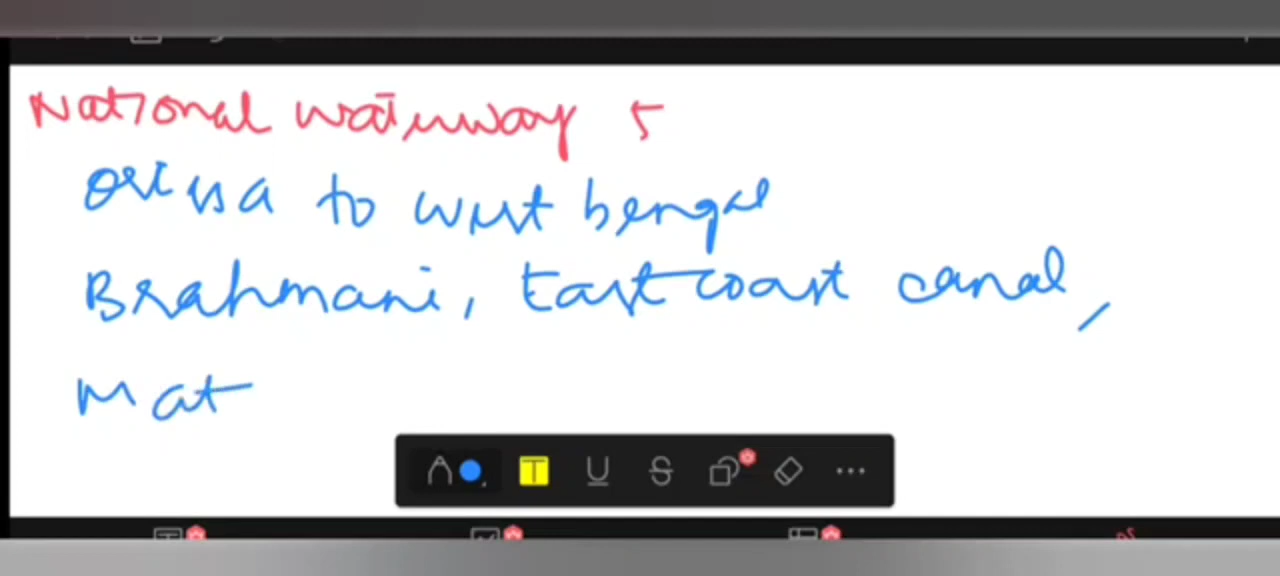 National waterway 5
Orissa to west bengal
Brahmani, East coast canal,
Mat